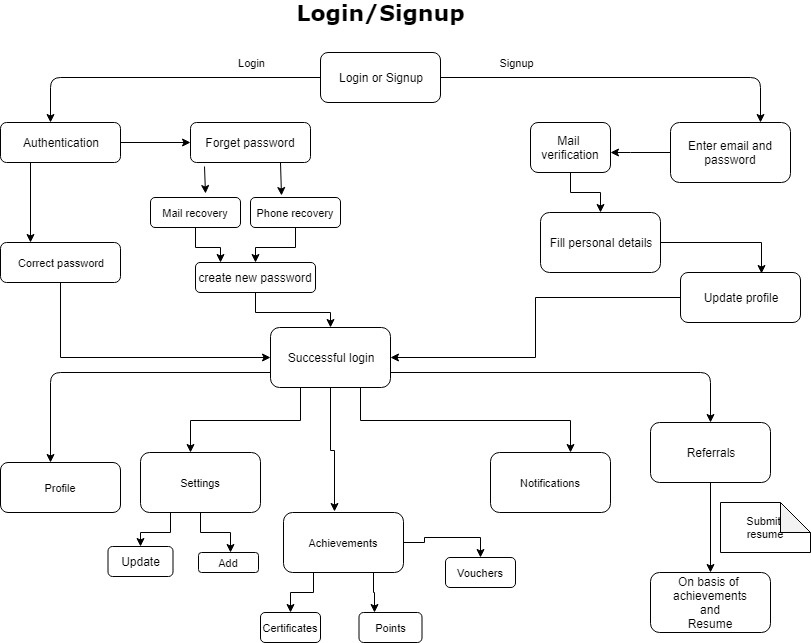 Login/Signup
Login
Signup
Login or Signup
Authentication
Forget password
Mail
verification
Enter email and
password
Mail recovery
Phone recovery
Fill personal details
Correct password
create new password
Update profile
Successful login
Profile
Settings
Notifications
Referrals
Submit
resume
Achievements
Update
Add
Vouchers
On basis of
achievements
and
Resume
Certificates
Points